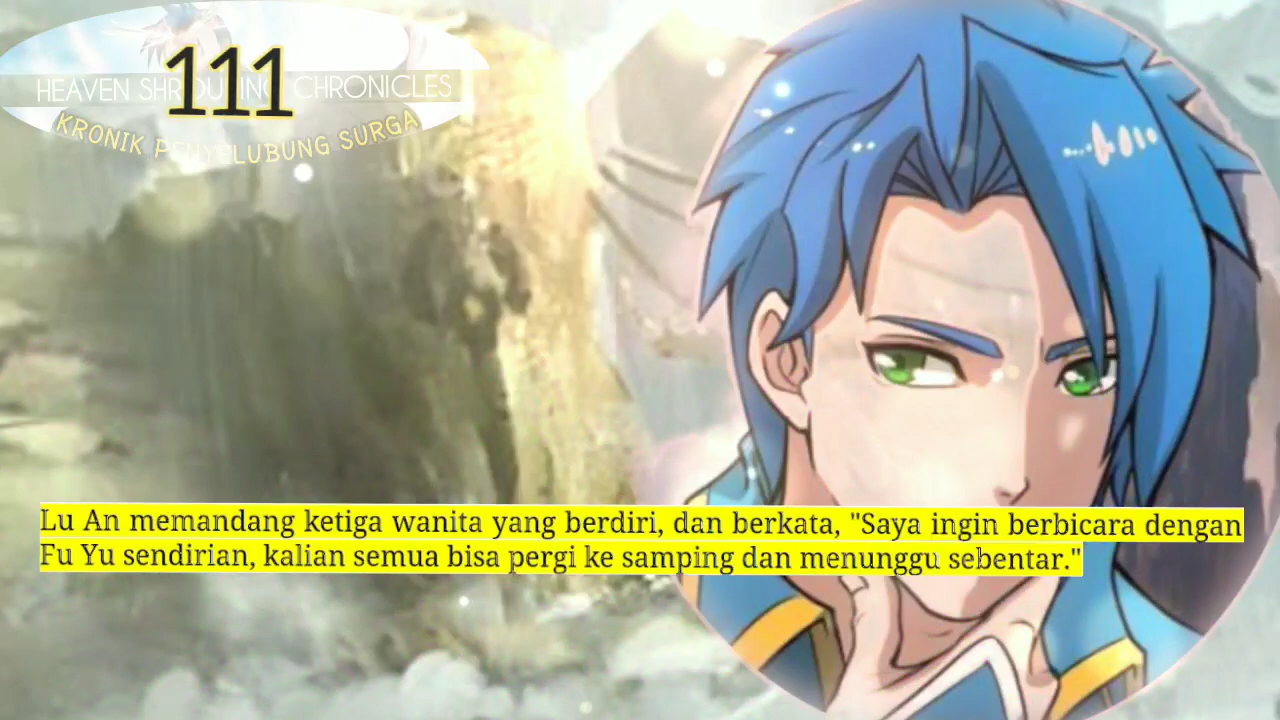 111
HEAVEN SHROUDING CHRONICLES
KRONIK PENYELUBUNG SURGA
Lu An memandang ketiga wanita yang berdiri, dan berkata, "Saya ingin berbicara dengan
Fu Yu sendirian, kalian semua bisa pergi ke samping dan menunggu sebentar."